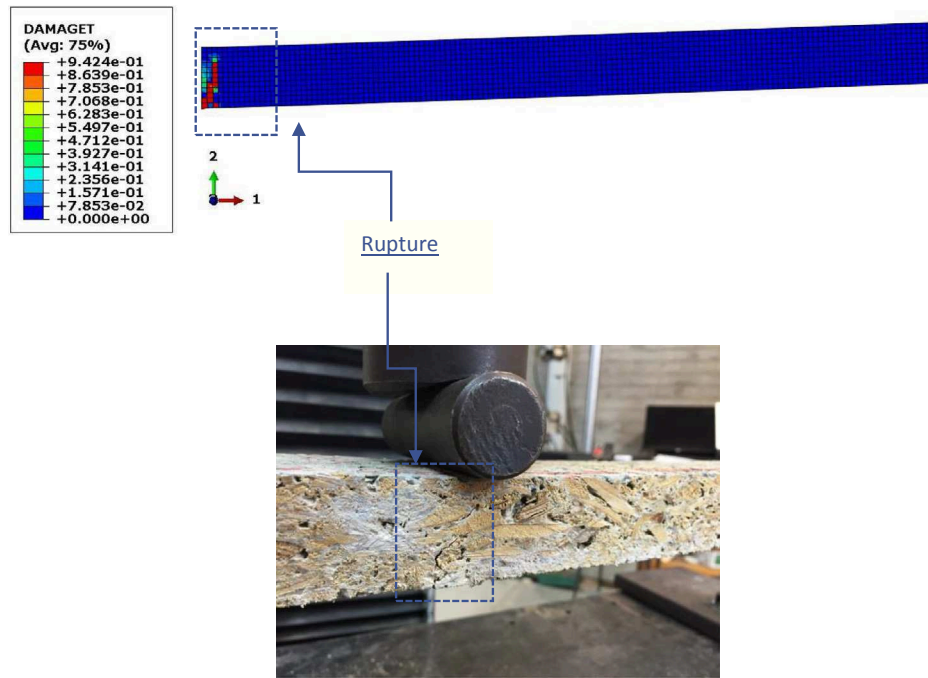 DAMAGET
(Avg: 75%)
+9.424e-01
+8.639e-01
+7.853e-01
+7.068e-01
+6.283e-01
+5.497e-01
+4.712e-01
+3.927e-01
+3.141e-01
+2.356e-01
+1.571e-01
+7.853e-02
+0.000e+00
2
1
Rupture